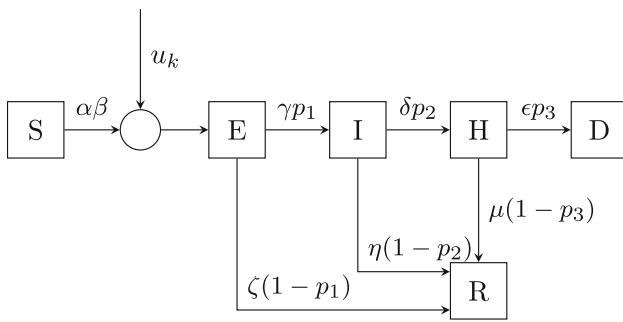 u_k
S αβ E γp_1 I δp_2 H ϵp_3 D
μ(1 − p_3)
η(1 − p_2)
ζ(1 − p_1)
R